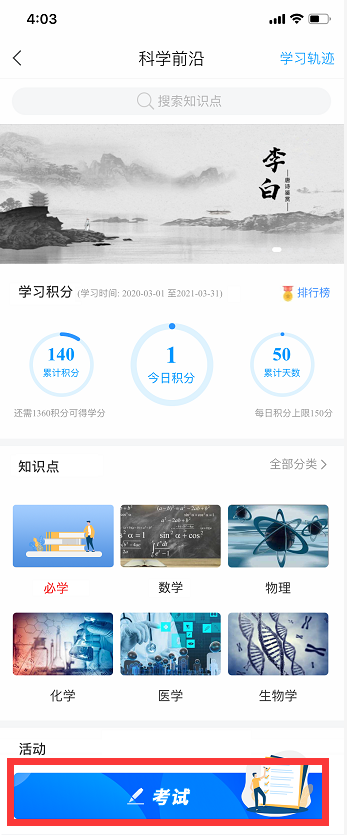 4:03
科学前沿
学习轨迹
搜索知识点
李白
唐诗鉴赏
学习积分 (学习时间: 2020-03-01 至2021-03-31)
排行榜
140
累计积分
1
今日积分
50
累计天数
还需1360积分可得学分
每日积分上限150分
知识点
全部分类
必学
数学
物理
化学
医学
生物学
活动
考试